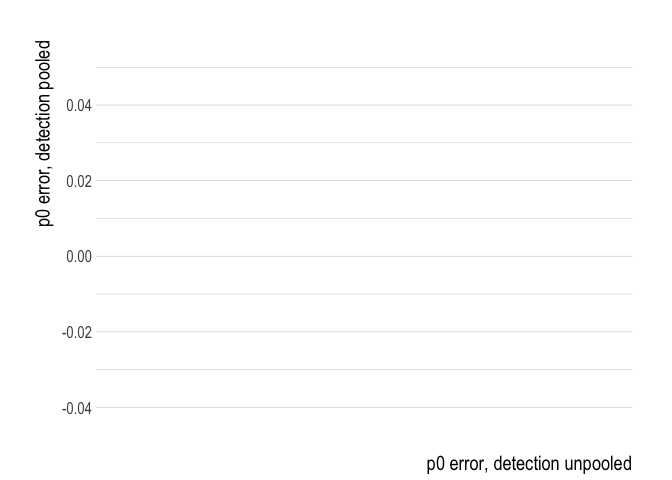 p0 error, detection pooled
0.04
0.02
0.00
-0.02
-0.04
p0 error, detection unpooled